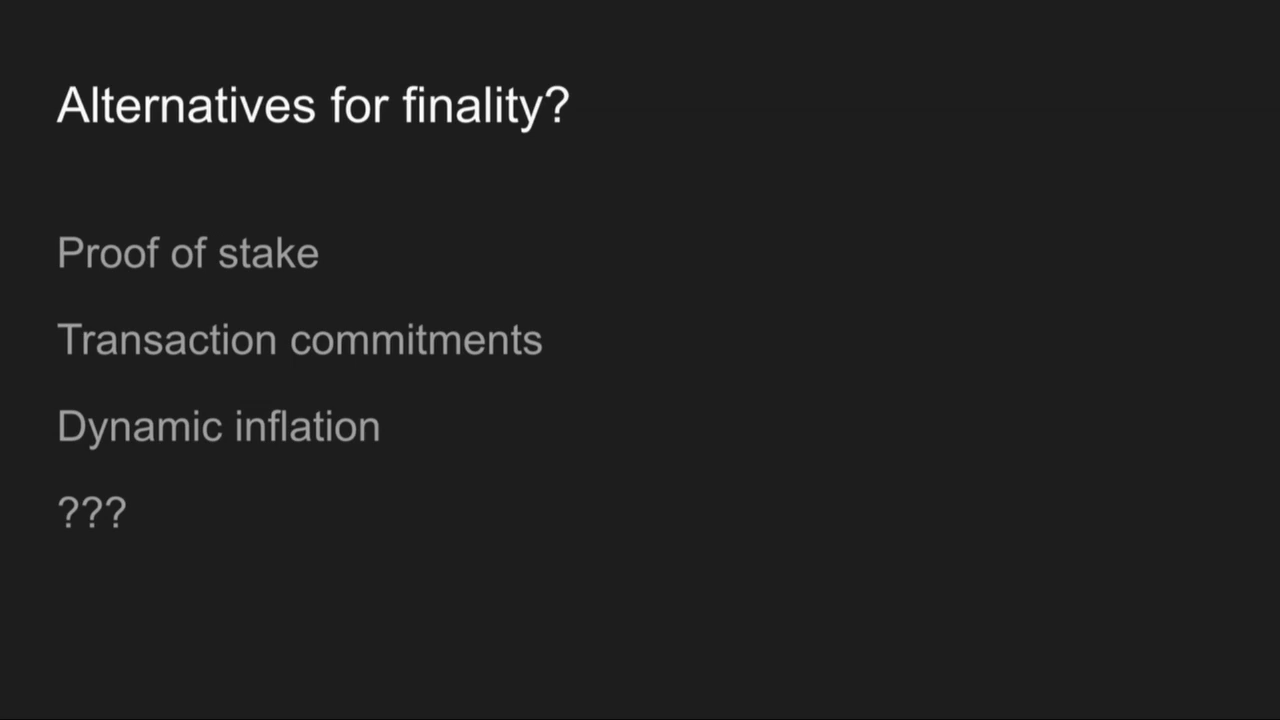 Alternatives for finality?
Proof of stake
Transaction commitments
Dynamic inflation
???